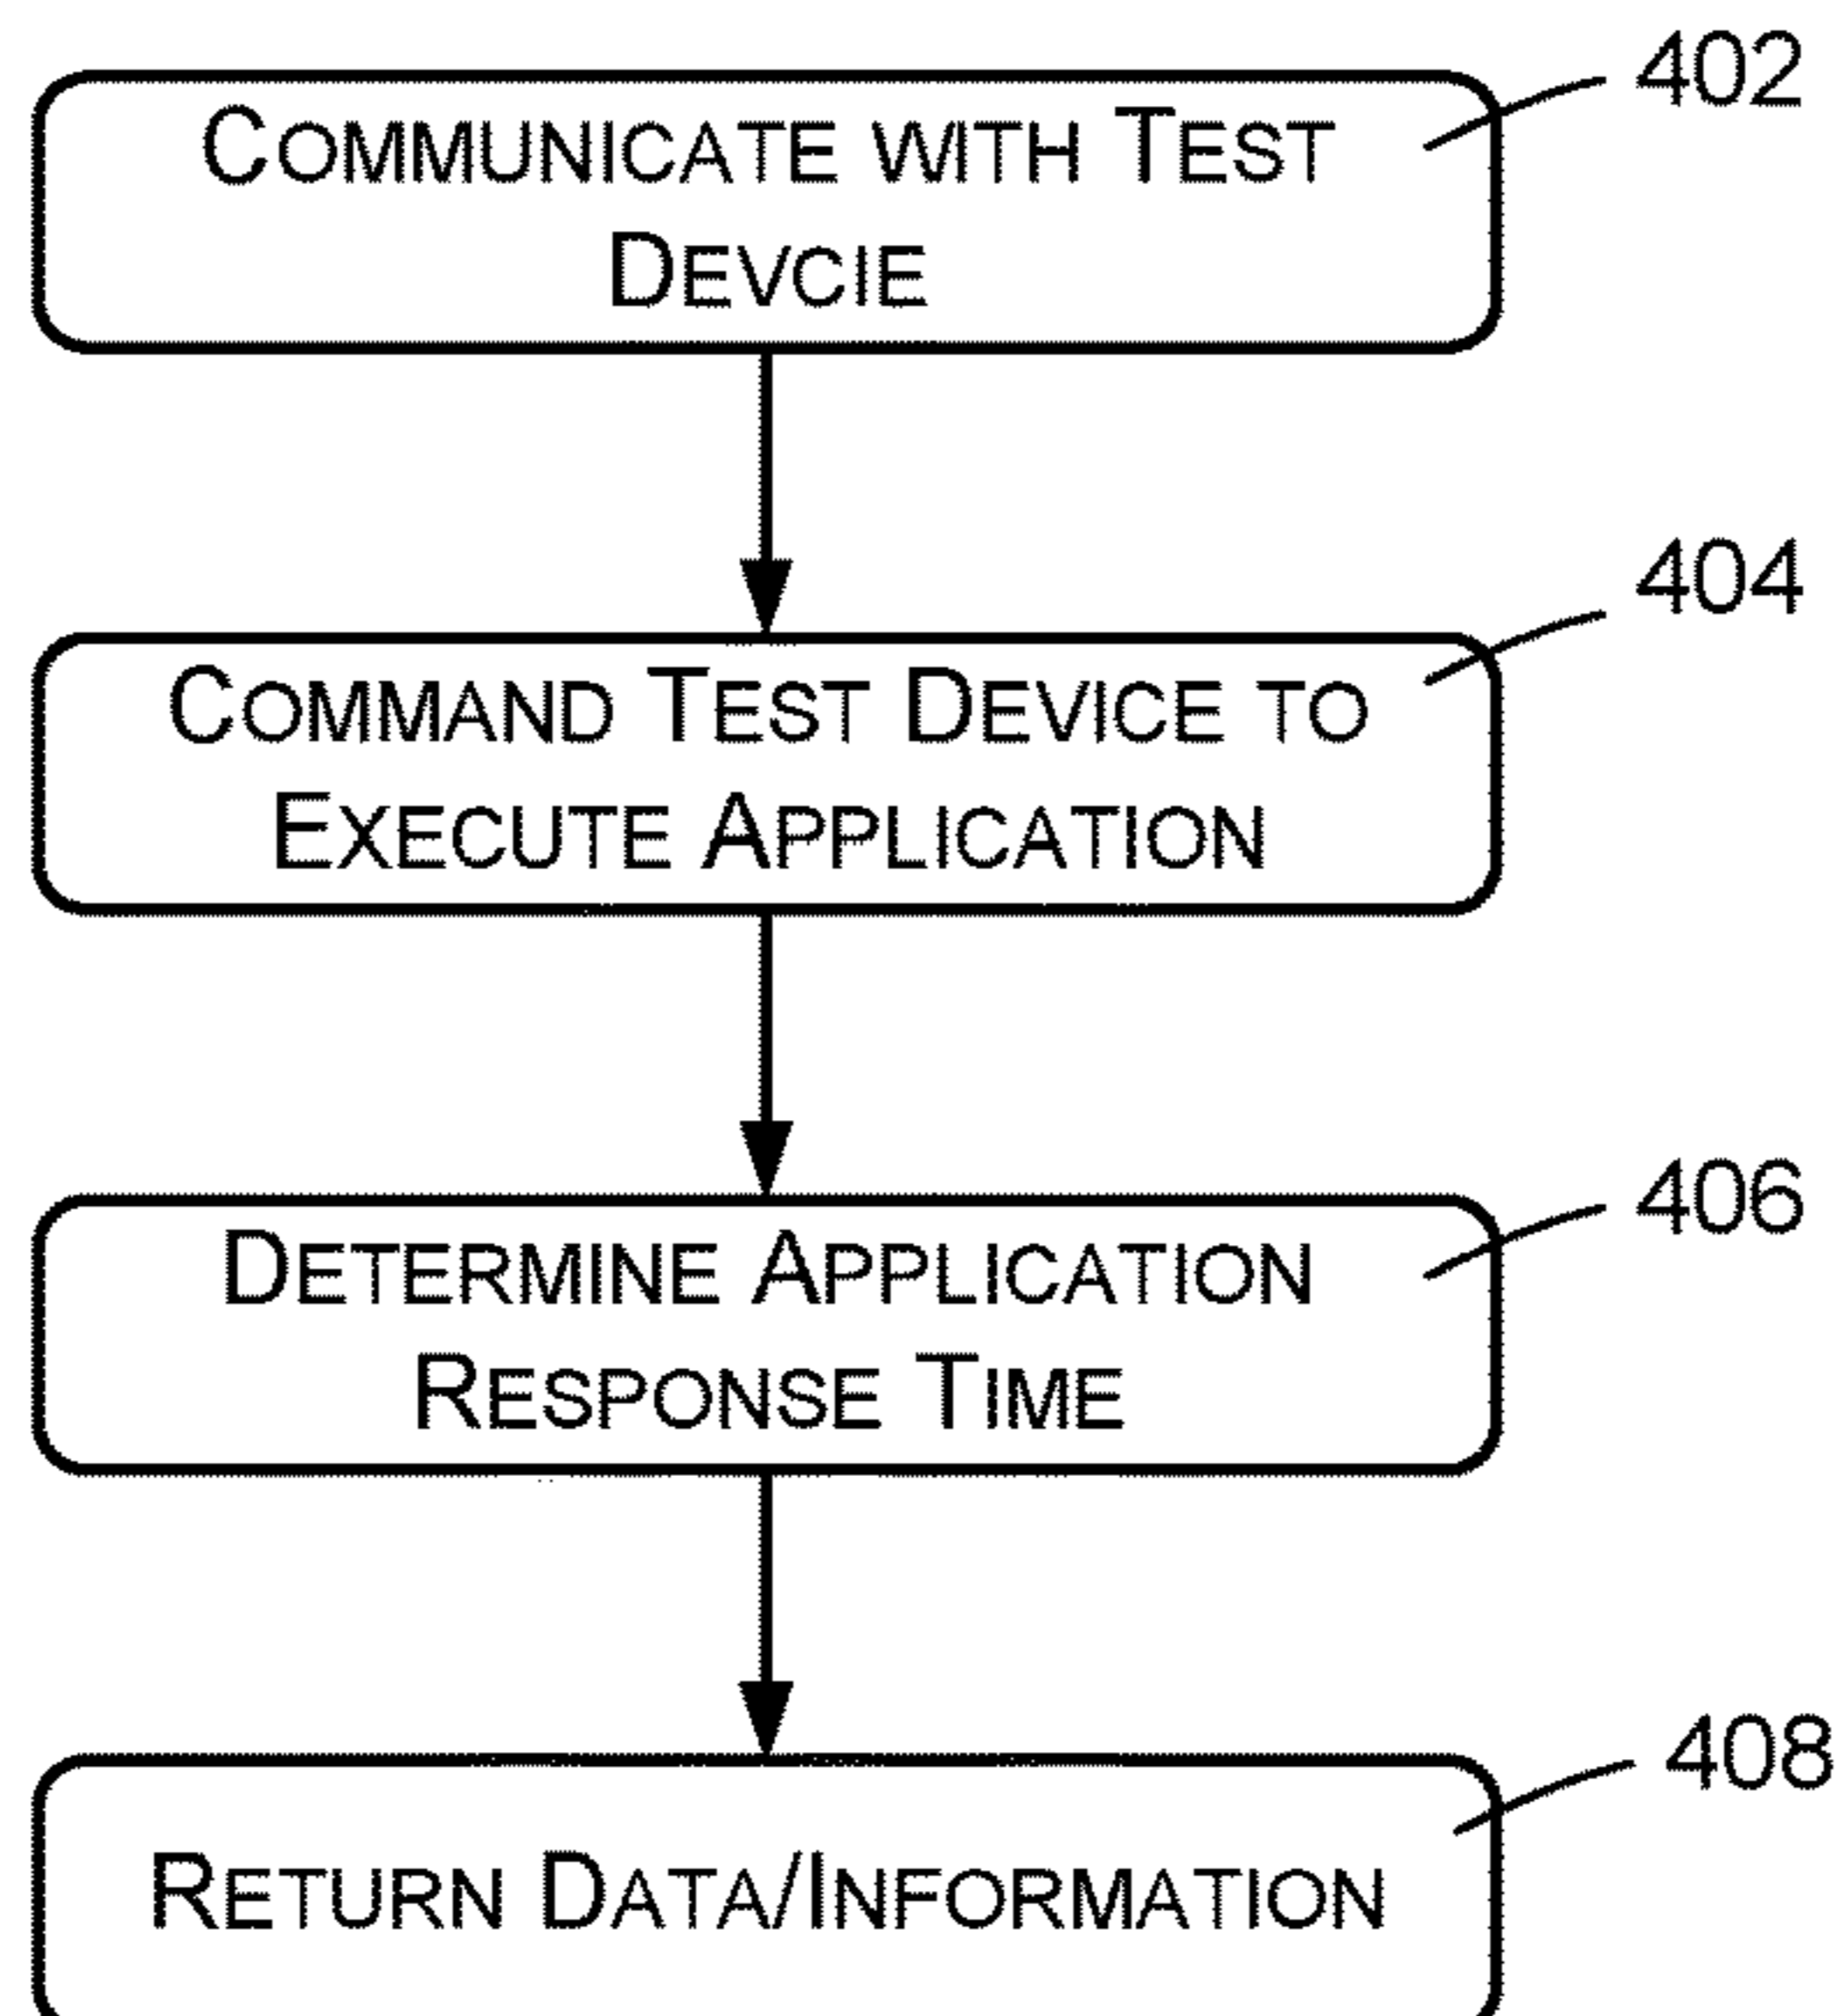 402
COMMUNICATE WITH TEST
DEVCIE
404
COMMAND TEST DEVICE TO
EXECUTE APPLICATION
406
DETERMINE APPLICATION
RESPONSE TIME
408
RETURN DATA/INFORMATION